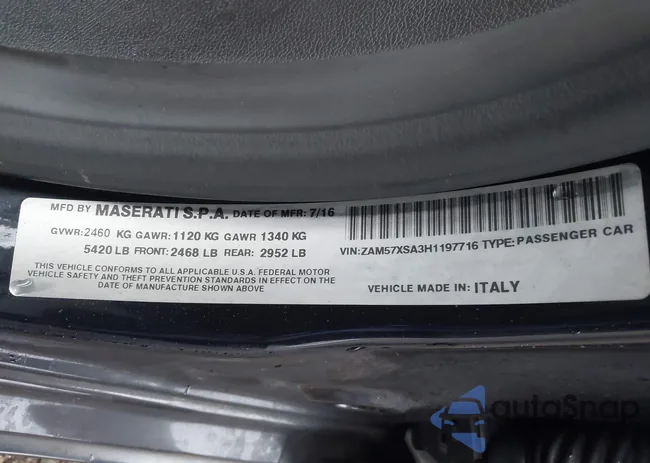 MFD BY MASERATI S.P.A. DATE OF MFR: 7/16
GVWR:2460 KG GAWR:1120 KG GAWR 1340 KG
5420 LB FRONT: 2468 LB REAR: 2952 LB
THIS VEHICLE CONFORMS TO ALL APPLICABLE U.S.A. FEDERAL MOTOR
VEHICLE SAFETY AND THEFT PREVENTION STANDARDS IN EFFECT ON THE
DATE OF MANUFACTURE SHOWN ABOVE
VIN:ZAM57XSA3H1197716 TYPE:PASSENGER CAR
VEHICLE MADE IN: ITALY
autoSnap